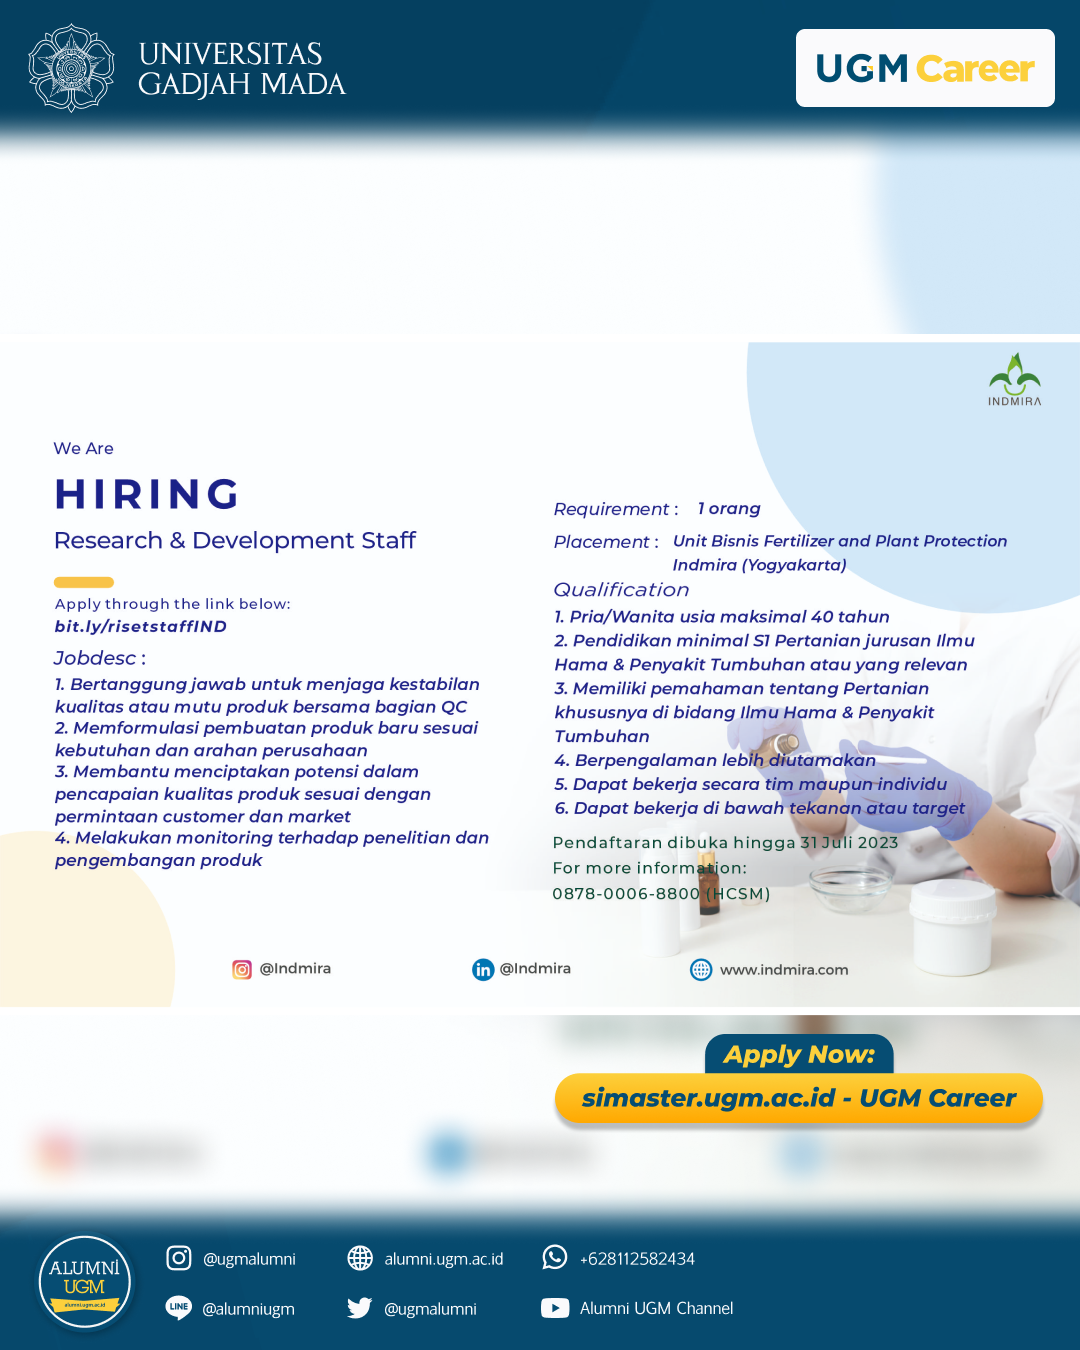 UNIVERSITAS
GADJAH MADA
UGM Career
INDMIRA
We Are
HIRING
Research & Development Staff
Apply through the link below:
bit.ly/risetstaffIND
Jobdesc :
1. Bertanggung jawab untuk menjaga kestabilan
kualitas atau mutu produk bersama bagian QC
2. Memformulasi pembuatan produk baru sesuai
kebutuhan dan arahan perusahaan
3. Membantu menciptakan potensi dalam
pencapaian kualitas produk sesuai dengan
permintaan customer dan market
4. Melakukan monitoring terhadap penelitian dan
pengembangan produk
Requirement : 1 orang
Placement : Unit Bisnis Fertilizer and Plant Protection
Indmira (Yogyakarta)
Qualification
1. Pria/Wanita usia maksimal 40 tahun
2. Pendidikan minimal S1 Pertanian jurusan Ilmu
Hama & Penyakit Tumbuhan atau yang relevan
3. Memiliki pemahaman tentang Pertanian
khususnya di bidang Ilmu Hama & Penyakit
Tumbuhan
4. Berpengalaman lebih diutamakan
5. Dapat bekerja secara tim maupun individu
6. Dapat bekerja di bawah tekanan atau target
Pendaftaran dibuka hingga 31 Juli 2023
For more information:
0878-0006-8800 (HCSM)
@Indmira
@Indmira
www.indmira.com
Apply Now:
simaster.ugm.ac.id - UGM Career
ALUMNI
UGM
alumni.ugm.ac.id
@ugmalumni
alumni.ugm.ac.id
+628112582434
LINE
@alumniugm
@ugmalumni
Alumni UGM Channel